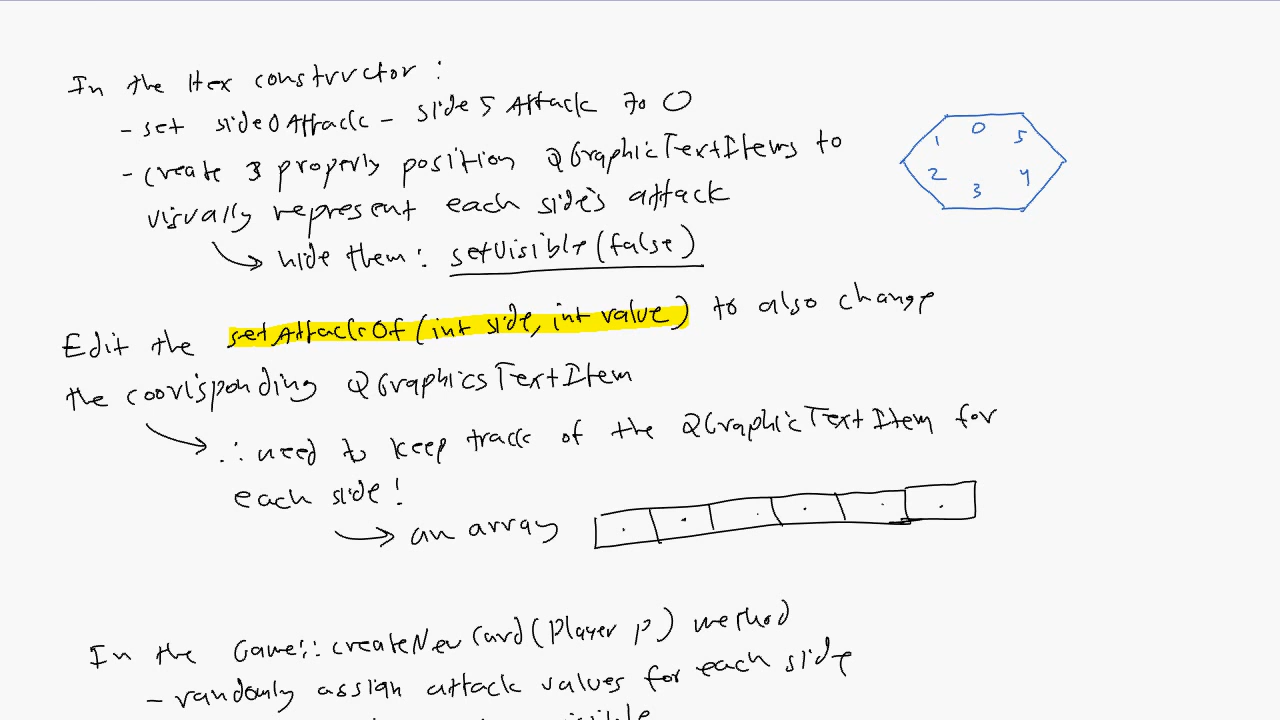 In the Hex constructor :
- set side0Attack - side5Attack to 0
- create 3 properly position QGraphicTextItems to
visually represent each side's attack
hide them : setVisible(false)
Edit the setAttackOf(int side, int value) to also change
the coorisponding QGraphicsTextItem
∴ need to keep track of the QGraphicTextItem for
each side!
an array
In the Game::createNewCard(Player p) method
- randomly assign attack values for each side
visible
0
1
5
2
4
3